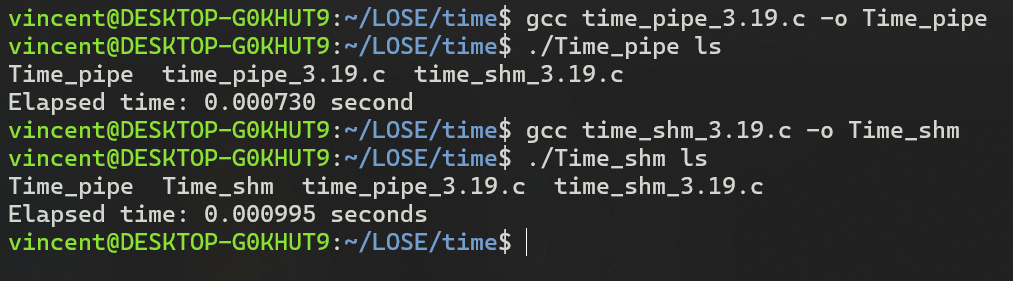 vincent@DESKTOP-G0KHUT9:~/LOSE/time$ gcc time_pipe_3.19.c -o Time_pipe
vincent@DESKTOP-G0KHUT9:~/LOSE/time$ ./Time_pipe ls
Time_pipe  time_pipe_3.19.c  time_shm_3.19.c
Elapsed time: 0.000730 second
vincent@DESKTOP-G0KHUT9:~/LOSE/time$ gcc time_shm_3.19.c -o Time_shm
vincent@DESKTOP-G0KHUT9:~/LOSE/time$ ./Time_shm ls
Time_pipe  Time_shm  time_pipe_3.19.c  time_shm_3.19.c
Elapsed time: 0.000995 seconds
vincent@DESKTOP-G0KHUT9:~/LOSE/time$